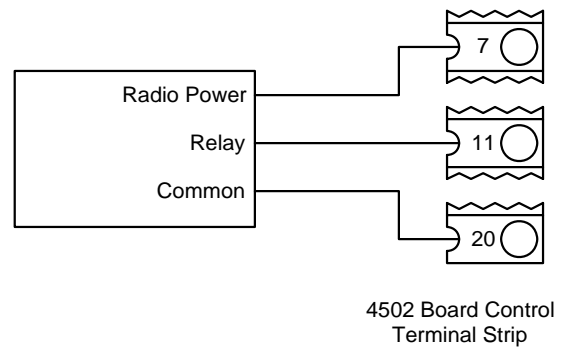 7
Radio Power
Relay
11
Common
20
4502 Board Control
Terminal Strip